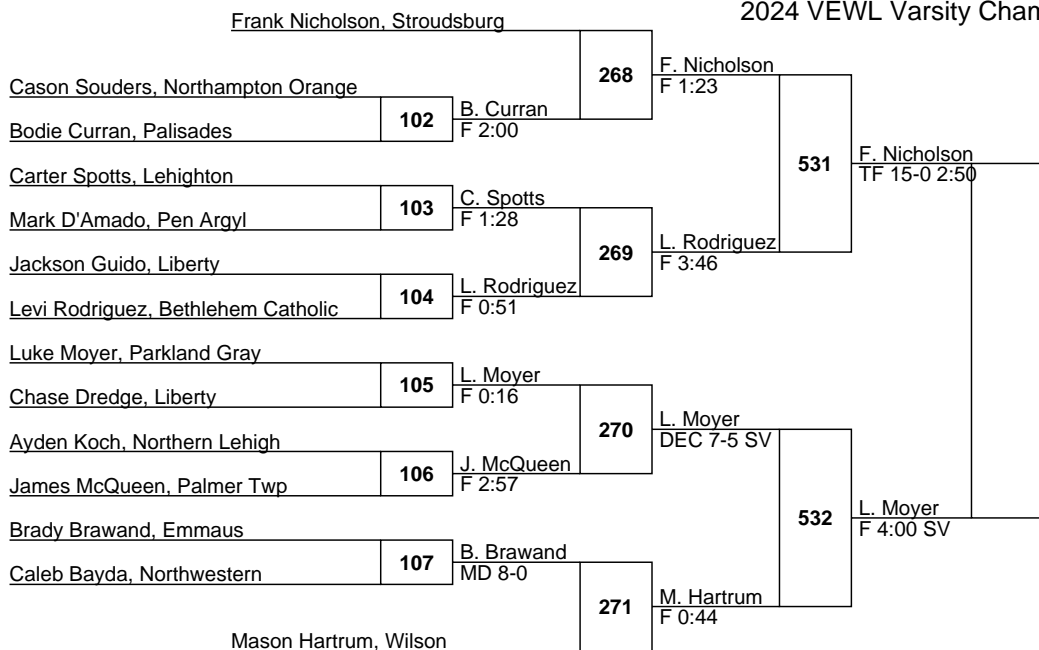 2024 VEWL Varsity Cham
Frank Nicholson, Stroudsburg
268
F. Nicholson
F 1:23
Cason Souders, Northampton Orange
102
B. Curran
F 2:00
Bodie Curran, Palisades
531
F. Nicholson
TF 15-0 2:50
Carter Spotts, Lehighton
103
C. Spotts
F 1:28
Mark D'Amado, Pen Argyl
269
L. Rodriguez
F 3:46
Jackson Guido, Liberty
104
L. Rodriguez
F 0:51
Levi Rodriguez, Bethlehem Catholic
Luke Moyer, Parkland Gray
105
L. Moyer
F 0:16
Chase Dredge, Liberty
270
L. Moyer
DEC 7-5 SV
Ayden Koch, Northern Lehigh
106
J. McQueen
F 2:57
James McQueen, Palmer Twp
532
L. Moyer
F 4:00 SV
Brady Brawand, Emmaus
107
B. Brawand
MD 8-0
Caleb Bayda, Northwestern
271
M. Hartrum
F 0:44
Mason Hartrum, Wilson